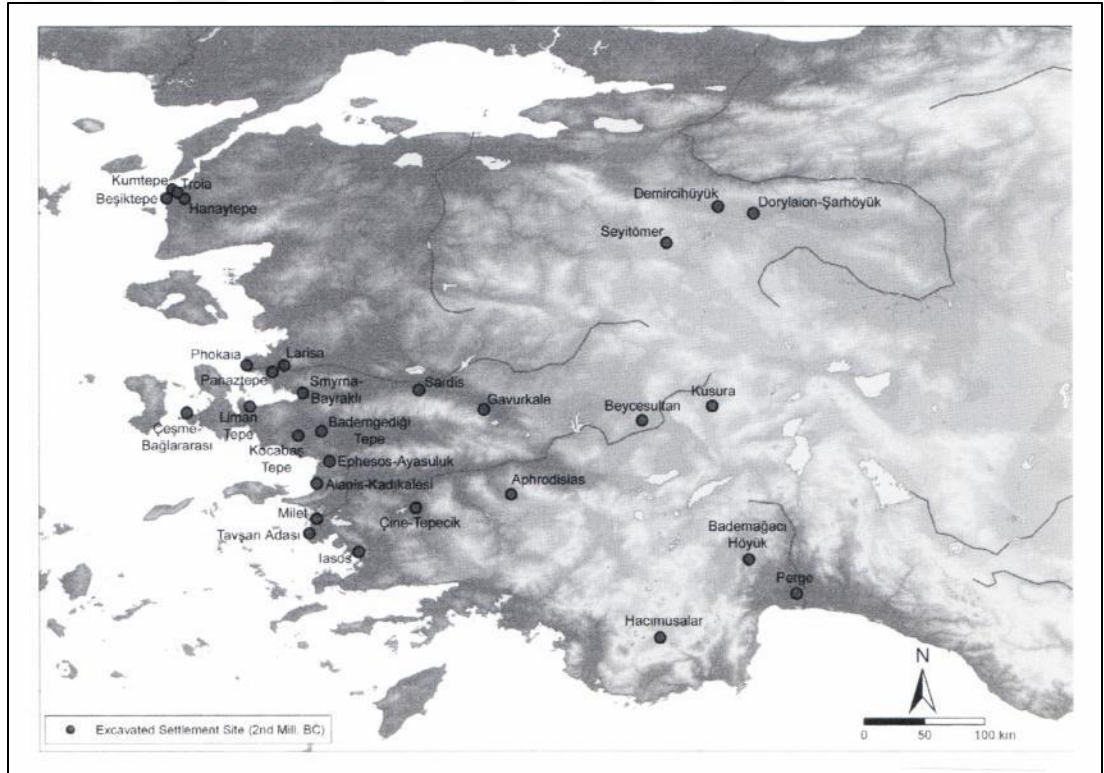 Kumtepe
Troia
Beşiktepe
Hanaytepe
Demircihüyük
Dorylaion-Şarhöyük
Seyitömer
Phokaia
Larisa
Panaztepe
Smyrna-
Bayraklı
Sardis
Gavurkale
Beycesultan
Kusura
Liman
Tepe
Çeşme-
Bağlararası
Bademgediği
Tepe
Kocabaş
Tepe
Ephesos-Ayasuluk
Aianis-Kadıkalesi
Aphrodisias
Milet
Çine-Tepecik
Tavşan Adası
Iasos
Bademağacı
Höyük
Perge
Hacımusalar
N
Excavated Settlement Site (2nd Mill. BC)
0 50 100 km